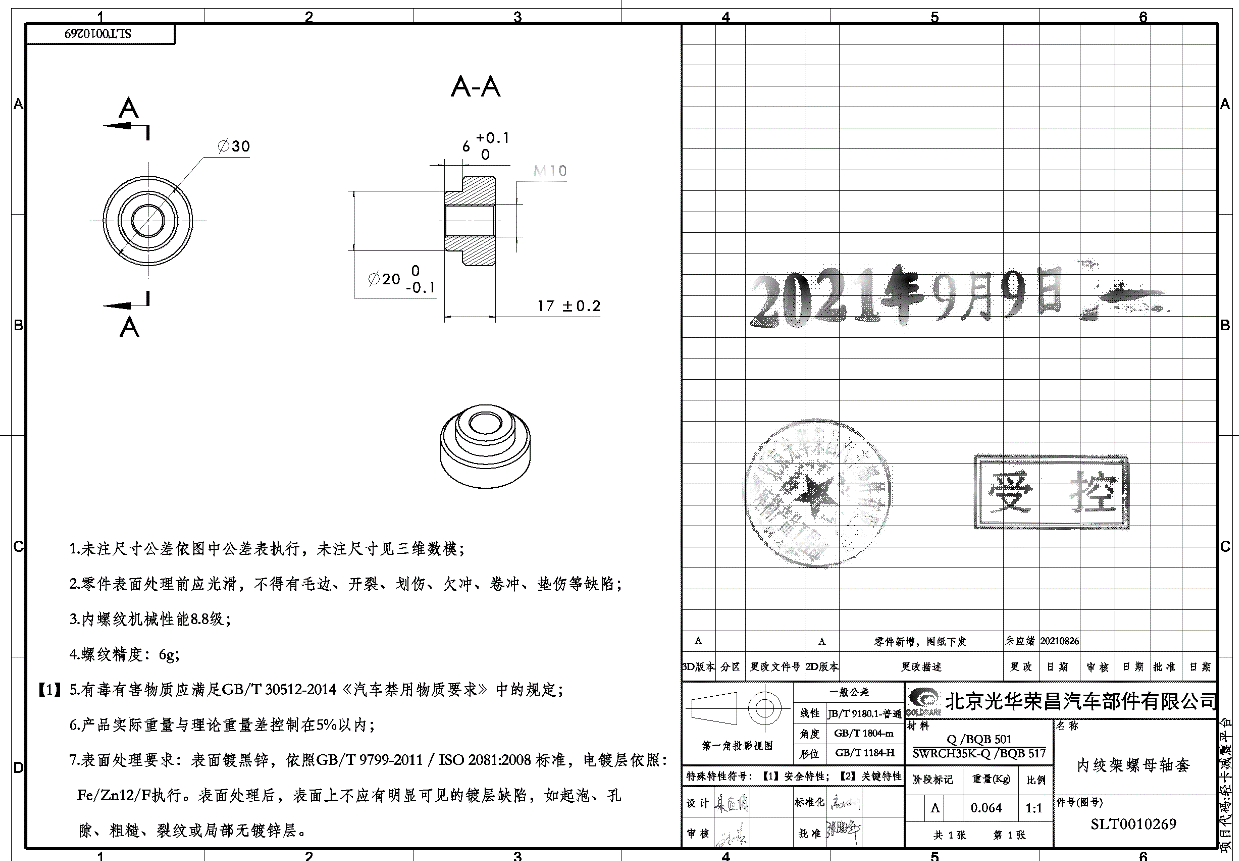 1 2 3 4 5 6
SLT0010269
A
A
A-A
A
A
⌀30
6 +0.1 0
M10
⌀20 0 -0.1
17 ±0.2
B
B
A
2021年9月9日
受 控
C
C
1.未注尺寸公差依图中公差表执行，未注尺寸见三维数模；
2.零件表面处理前应光滑，不得有毛边、开裂、划伤、欠冲、卷冲、垫伤等缺陷；
3.内螺纹机械性能8.8级；
4.螺纹精度：6g；
【1】5.有毒有害物质应满足GB/T 30512-2014《汽车禁用物质要求》中的规定；
6.产品实际重量与理论重量差控制在5%以内；
7.表面处理要求：表面镀黑锌，依照GB/T 9799-2011 / ISO 2081:2008 标准，电镀层依照：
Fe/Zn12/F执行。表面处理后，表面上不应有明显可见的镀层缺陷，如起泡、孔
隙、粗糙、裂纹或局部无镀锌层。
D
D
A A 零件新增，图纸下发 20210826
3D版本 分区 更改文件号 2D版本 更改描述 更改 日期 审核 日期 批准 日期
第一角投影视图
一般公差
线性 JB/T 9180.1-普通
角度 GB/T 1804-m
形位 GB/T 1184-H
特殊特性符号：【1】安全特性；【2】关键特性
设计 标准化
审核 批准
GOLDRARE
北京光华荣昌汽车部件有限公司
材料
Q /BQB 501
SWRCH35K-Q /BQB 517
名称
内绞架螺母轴套
阶段标记 重量(Kg) 比例
A 0.064 1:1
共 1 张 第 1 张
件号(图号)
SLT0010269
项目代码:轻卡减震平台
1 2 3 4 5 6